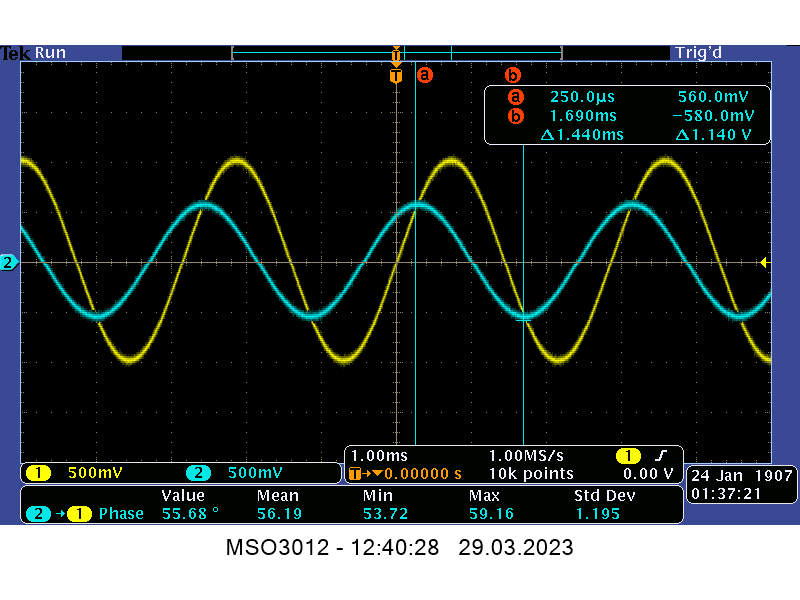 Tek Run Trig'd
T
T a b
a 250.0µs 560.0mV
b 1.690ms −580.0mV
Δ1.440ms Δ1.140 V
2
1 500mV 2 500mV
1.00ms 1.00MS/s 1
T→▼0.00000 s 10k points 0.00 V
24 Jan 1907
01:37:21
Value Mean Min Max Std Dev
2 → 1 Phase 55.68 ° 56.19 53.72 59.16 1.195
MSO3012 - 12:40:28 29.03.2023